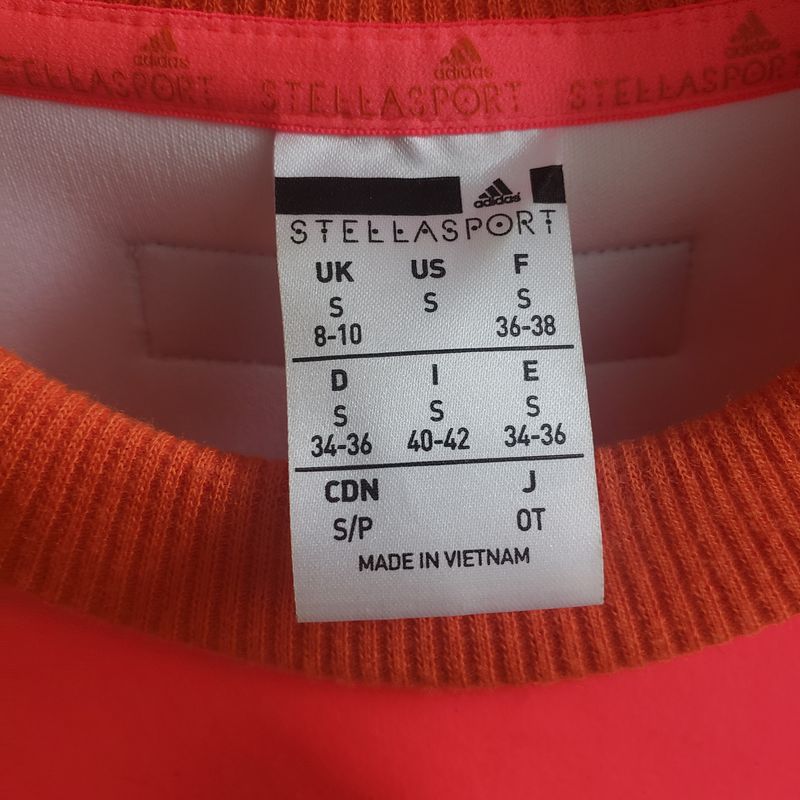 adidas adidas adidas
STELLASPORT STELLASPORT STELLASPORT
adidas
STELLASPORT
UK US F
S S S
8-10 36-38
D I E
S S S
34-36 40-42 34-36
CDN J
S/P OT
MADE IN VIETNAM